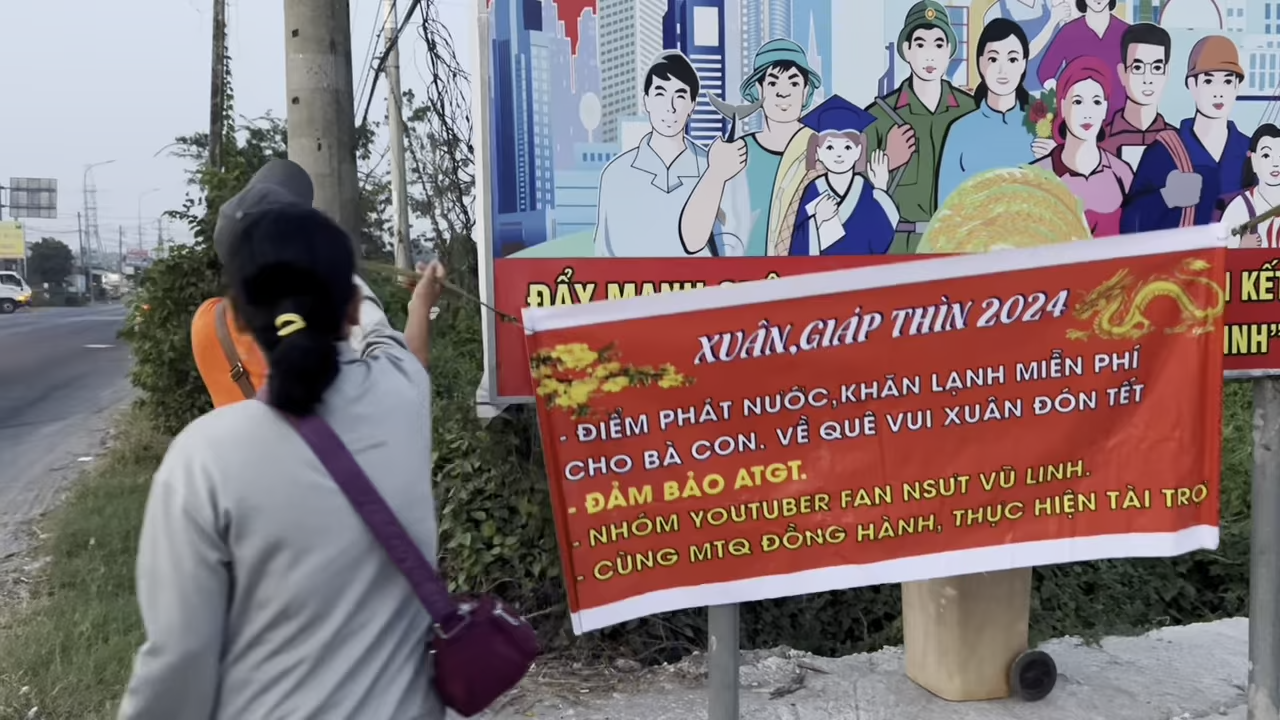 ĐẨY MẠNH
KẾT
INH"
XUÂN,GIÁP THÌN 2024
- ĐIỂM PHÁT NƯỚC,KHĂN LẠNH MIỄN PHÍ
CHO BÀ CON. VỀ QUÊ VUI XUÂN ĐÓN TẾT
- ĐẢM BẢO ATGT.
- NHÓM YOUTUBER FAN NSƯT VŨ LINH.
- CÙNG MTQ ĐỒNG HÀNH, THỰC HIỆN TÀI TRỢ